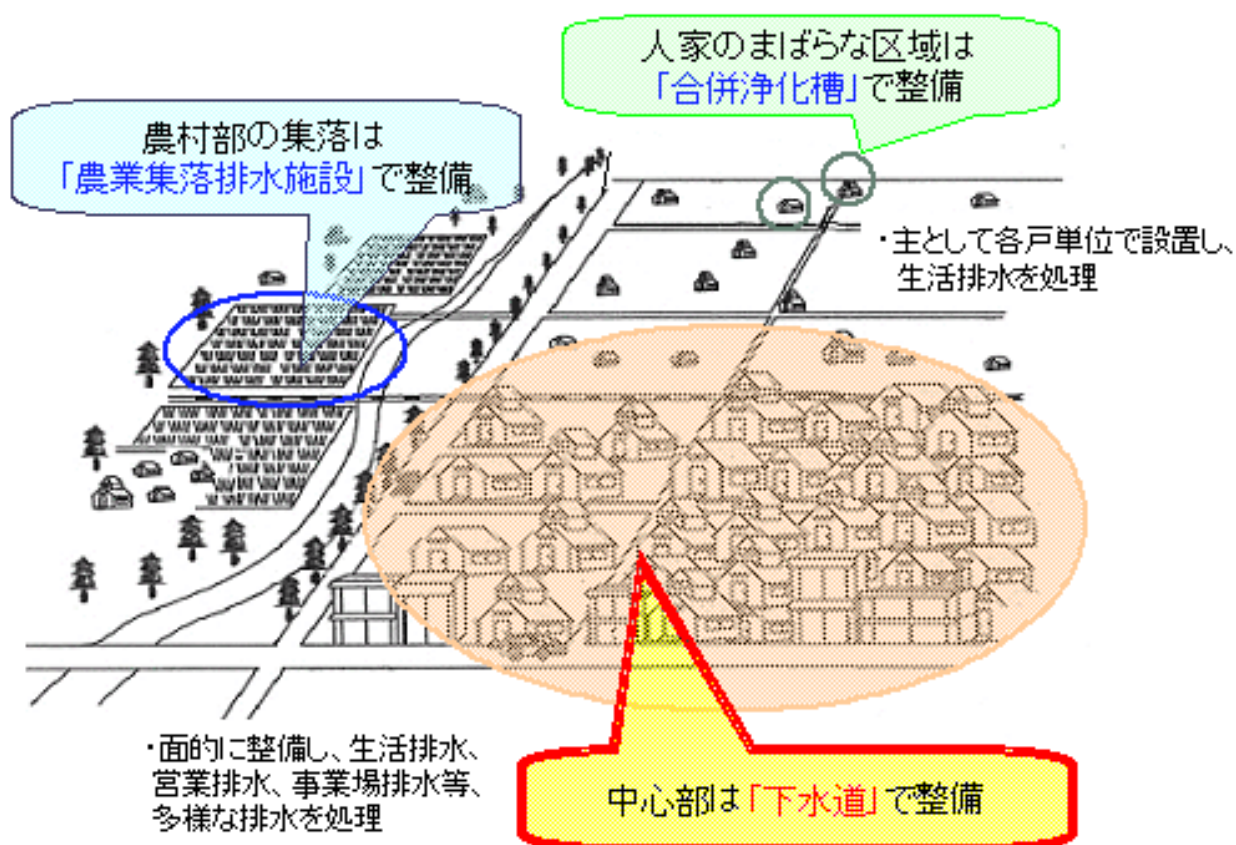 人家のまばらな区域は
「合併浄化槽」で整備
農村部の集落は
「農業集落排水施設」で整備
・主として各戸単位で設置し、
生活排水を処理
・面的に整備し、生活排水、
営業排水、事業場排水等、
多様な排水を処理
中心部は「下水道」で整備